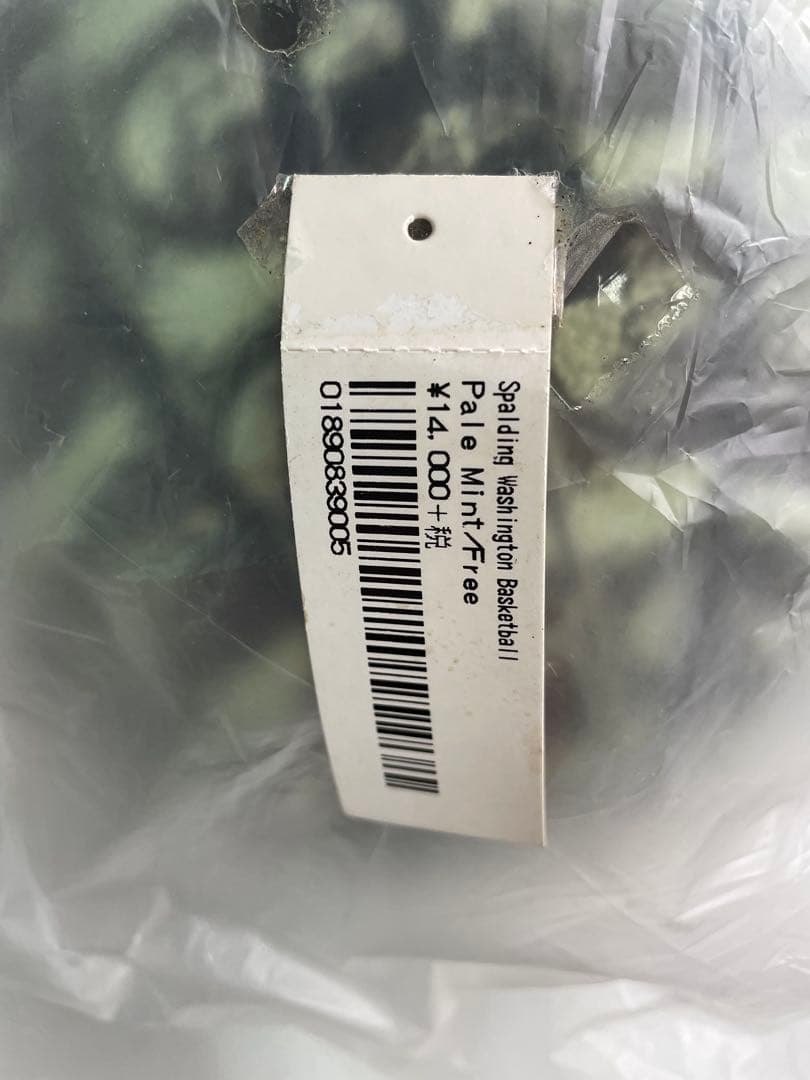 Spalding Washington Basketball
Pale Mint/Free
¥14,000+税
01890839005